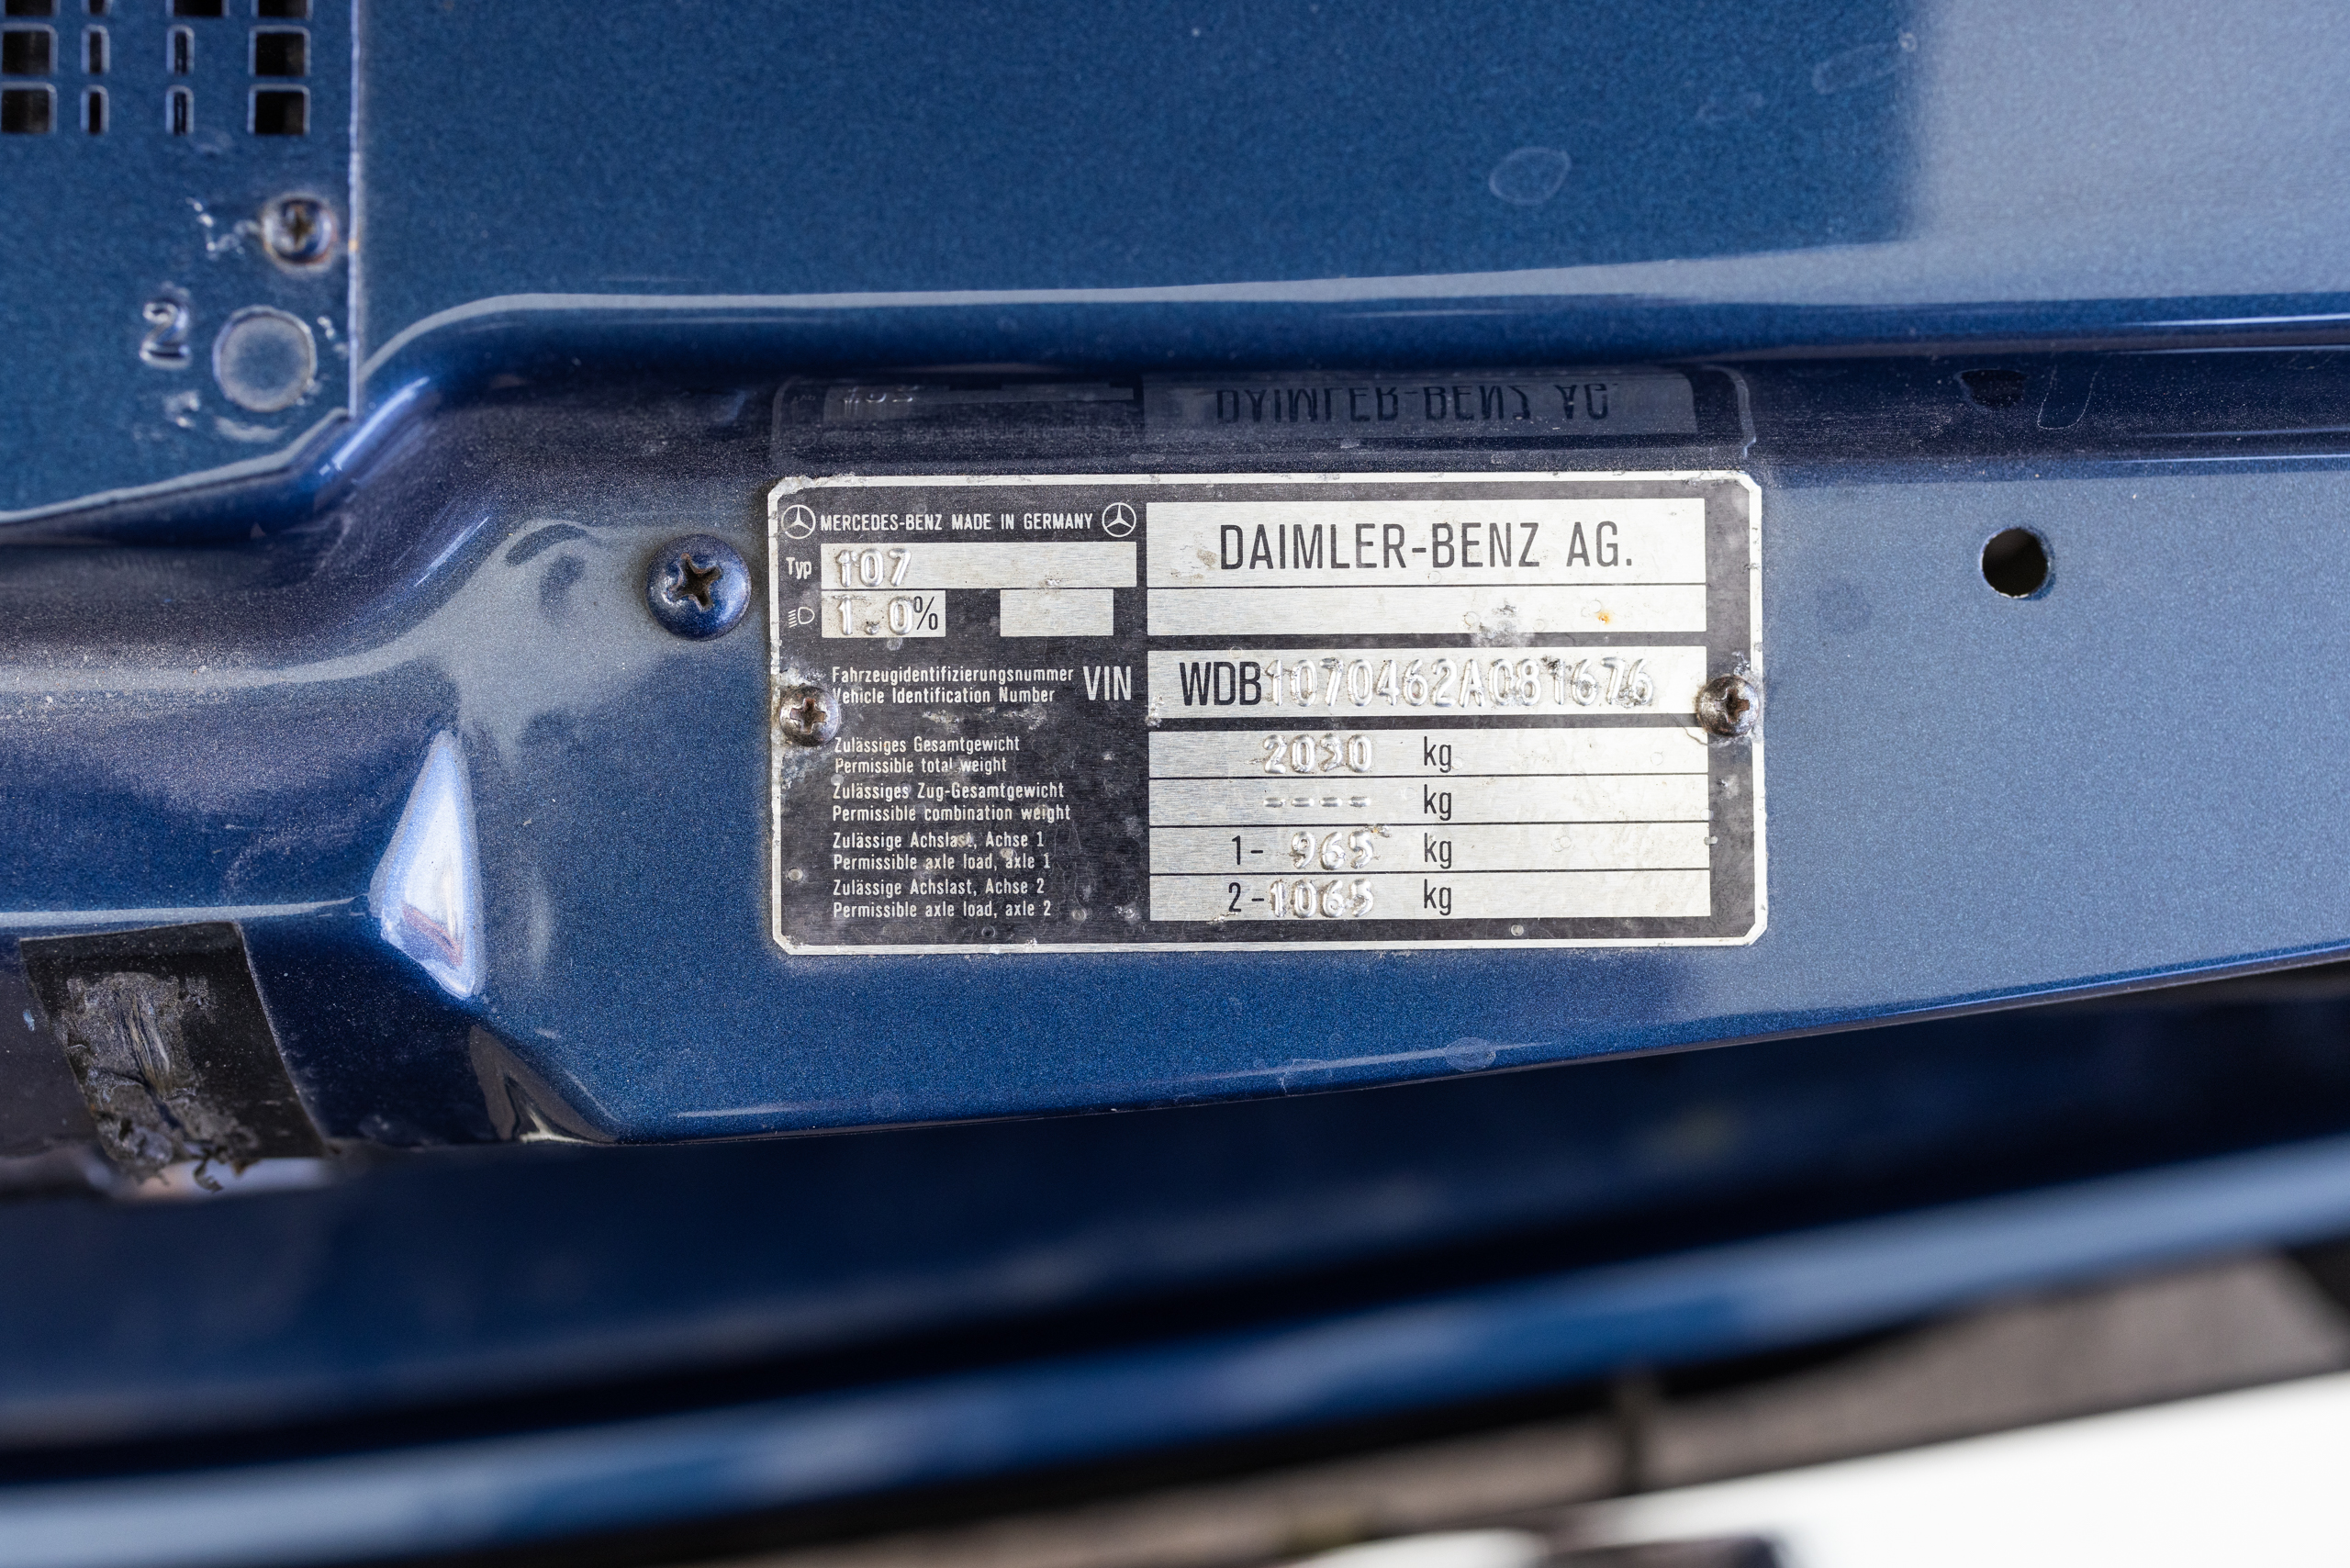 2
MERCEDES-BENZ MADE IN GERMANY
DAIMLER-BENZ AG.
Typ 107
1.0%
Fahrzeugidentifizierungsnummer
Vehicle Identification Number
VIN WDB1070462A081676
Zulässiges Gesamtgewicht
Permissible total weight
2030 kg
Zulässiges Zug-Gesamtgewicht
Permissible combination weight
---- kg
Zulässige Achslast, Achse 1
Permissible axle load, axle 1
1- 965 kg
Zulässige Achslast, Achse 2
Permissible axle load, axle 2
2-1065 kg